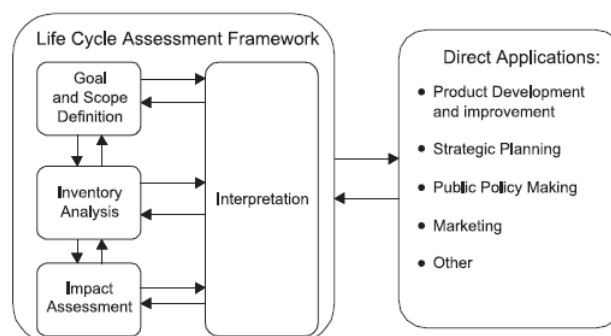 Life Cycle Assessment Framework
Goal
and Scope
Definition
Inventory
Analysis
Impact
Assessment
Interpretation
Direct Applications:
• Product Development
and improvement
• Strategic Planning
• Public Policy Making
• Marketing
• Other